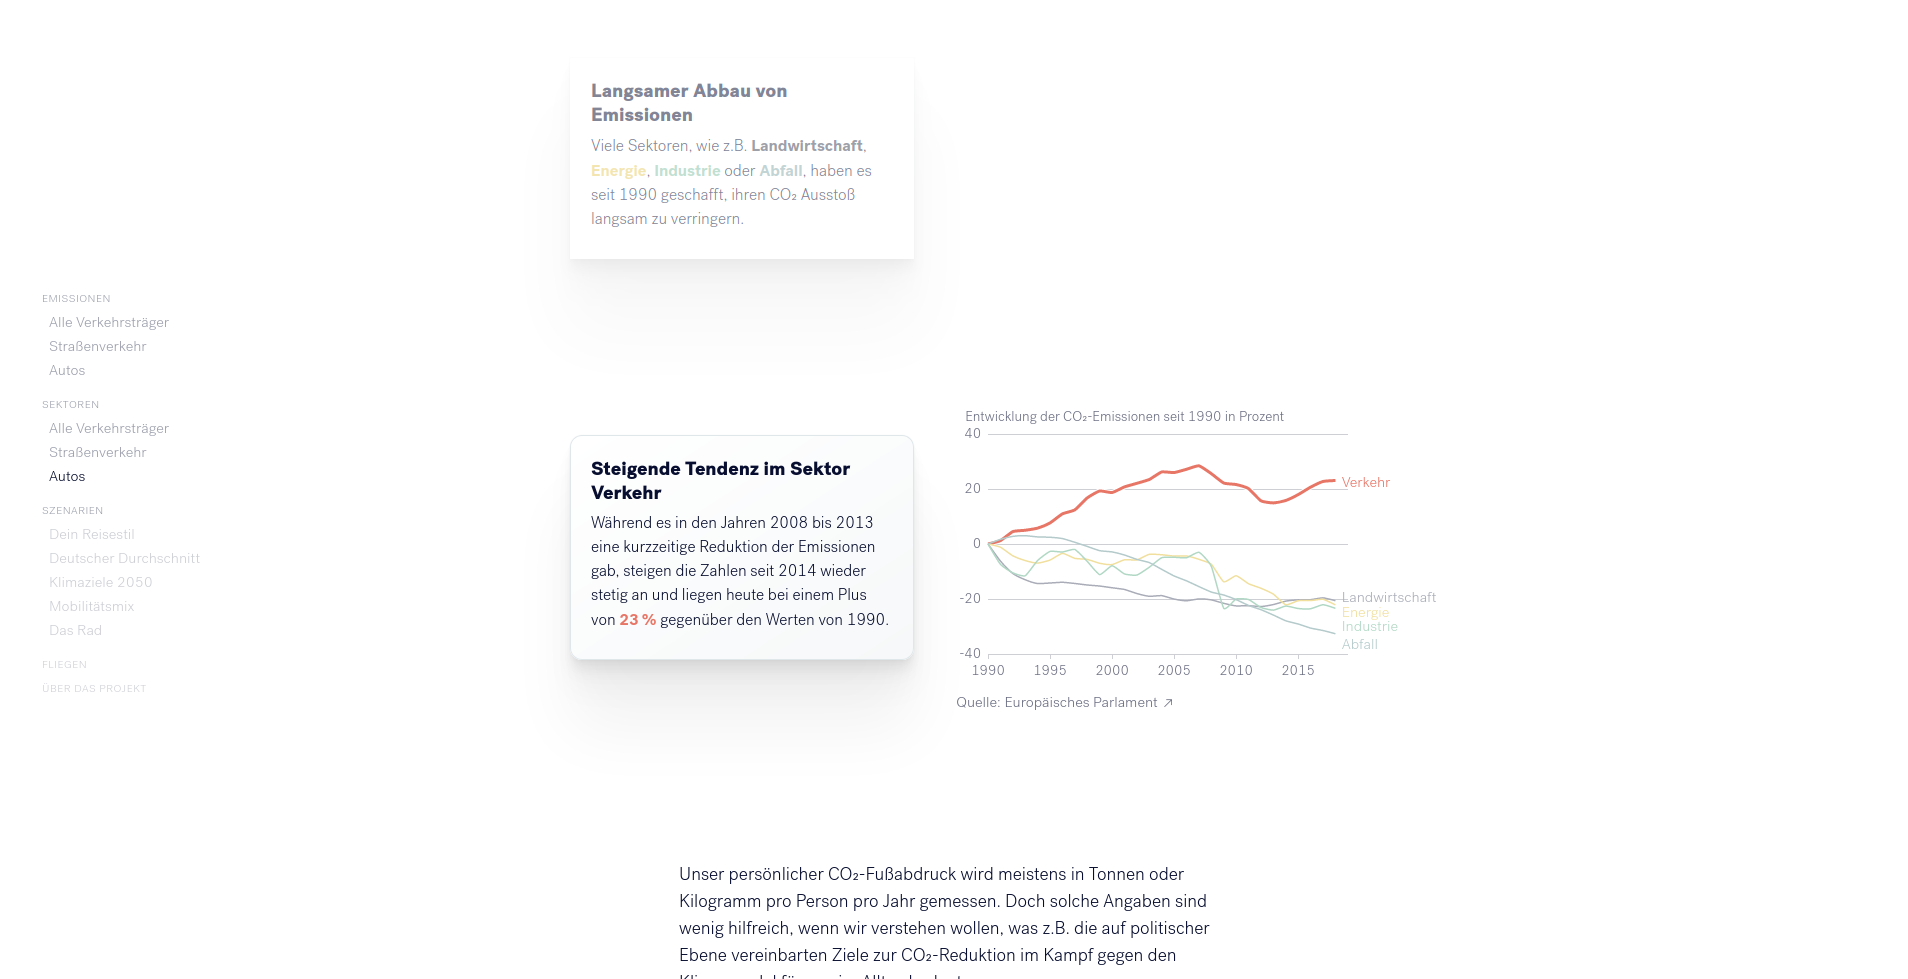 Langsamer Abbau von
Emissionen
Viele Sektoren, wie z.B. Landwirtschaft,
Energie, Industrie oder Abfall, haben es
seit 1990 geschafft, ihren CO₂ Ausstoß
langsam zu verringern.
EMISSIONEN
Alle Verkehrsträger
Straßenverkehr
Autos
SEKTOREN
Alle Verkehrsträger
Straßenverkehr
Autos
SZENARIEN
Dein Reisestil
Deutscher Durchschnitt
Klimaziele 2050
Mobilitätsmix
Das Rad
FLIEGEN
ÜBER DAS PROJEKT
Steigende Tendenz im Sektor
Verkehr
Während es in den Jahren 2008 bis 2013
eine kurzzeitige Reduktion der Emissionen
gab, steigen die Zahlen seit 2014 wieder
stetig an und liegen heute bei einem Plus
von 23 % gegenüber den Werten von 1990.
Entwicklung der CO₂-Emissionen seit 1990 in Prozent
40
20
0
-20
-40
1990 1995 2000 2005 2010 2015
Verkehr
Landwirtschaft
Energie
Industrie
Abfall
Quelle: Europäisches Parlament ↗
Unser persönlicher CO₂-Fußabdruck wird meistens in Tonnen oder
Kilogramm pro Person pro Jahr gemessen. Doch solche Angaben sind
wenig hilfreich, wenn wir verstehen wollen, was z.B. die auf politischer
Ebene vereinbarten Ziele zur CO₂-Reduktion im Kampf gegen den